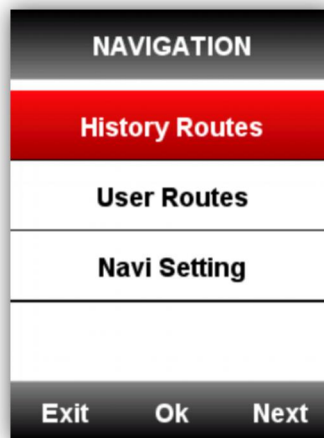 NAVIGATION
History Routes
User Routes
Navi Setting
Exit Ok Next